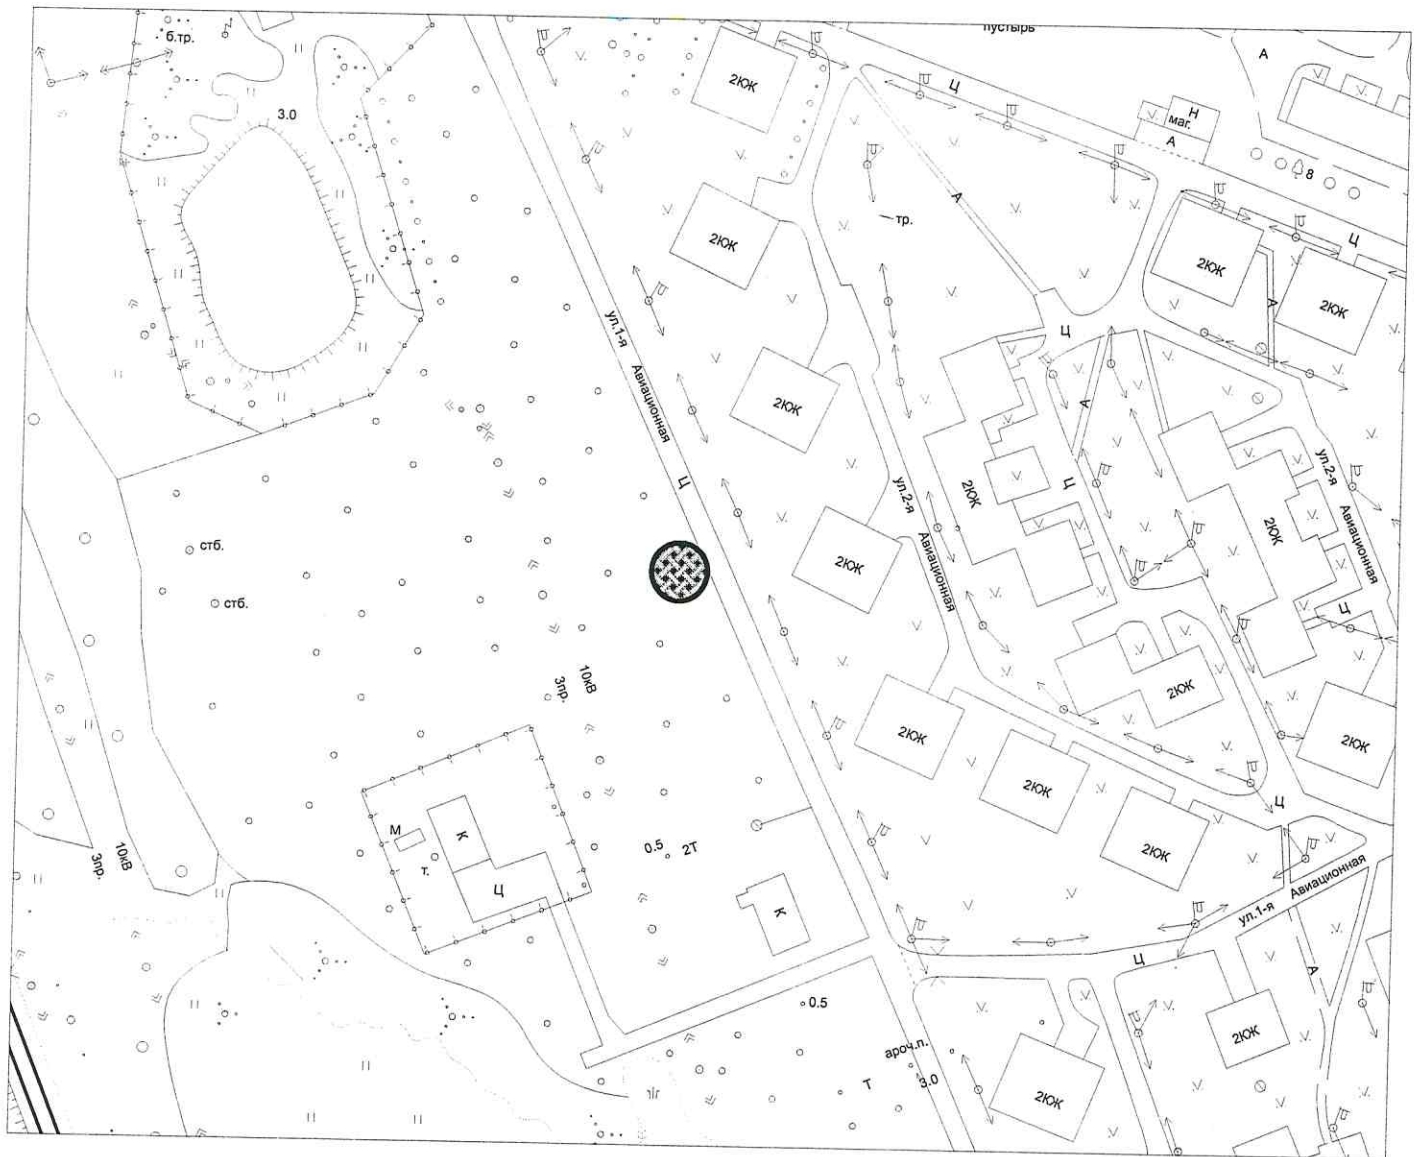 пустырь
б.тр.
2КЖ
Ц
А
3.0
Н
маг.
А
8
А
тр.
2КЖ
2КЖ
Ц
2КЖ
А
ул.1-я
Авиационная
Ц
А
2КЖ
Ц
ул.2-я
Авиационная
2КЖ
Ц
ул.2-я
Авиационная
2КЖ
стб.
2КЖ
стб.
Ц
3пр.
10кВ
2КЖ
2КЖ
2КЖ
2КЖ
Ц
М
К
т.
Ц
0.5
2Т
3пр.
10кВ
2КЖ
ул.1-я Авиационная
К
Ц
А
0.5
ароч.п.
3.0
Т
2КЖ
2КЖ